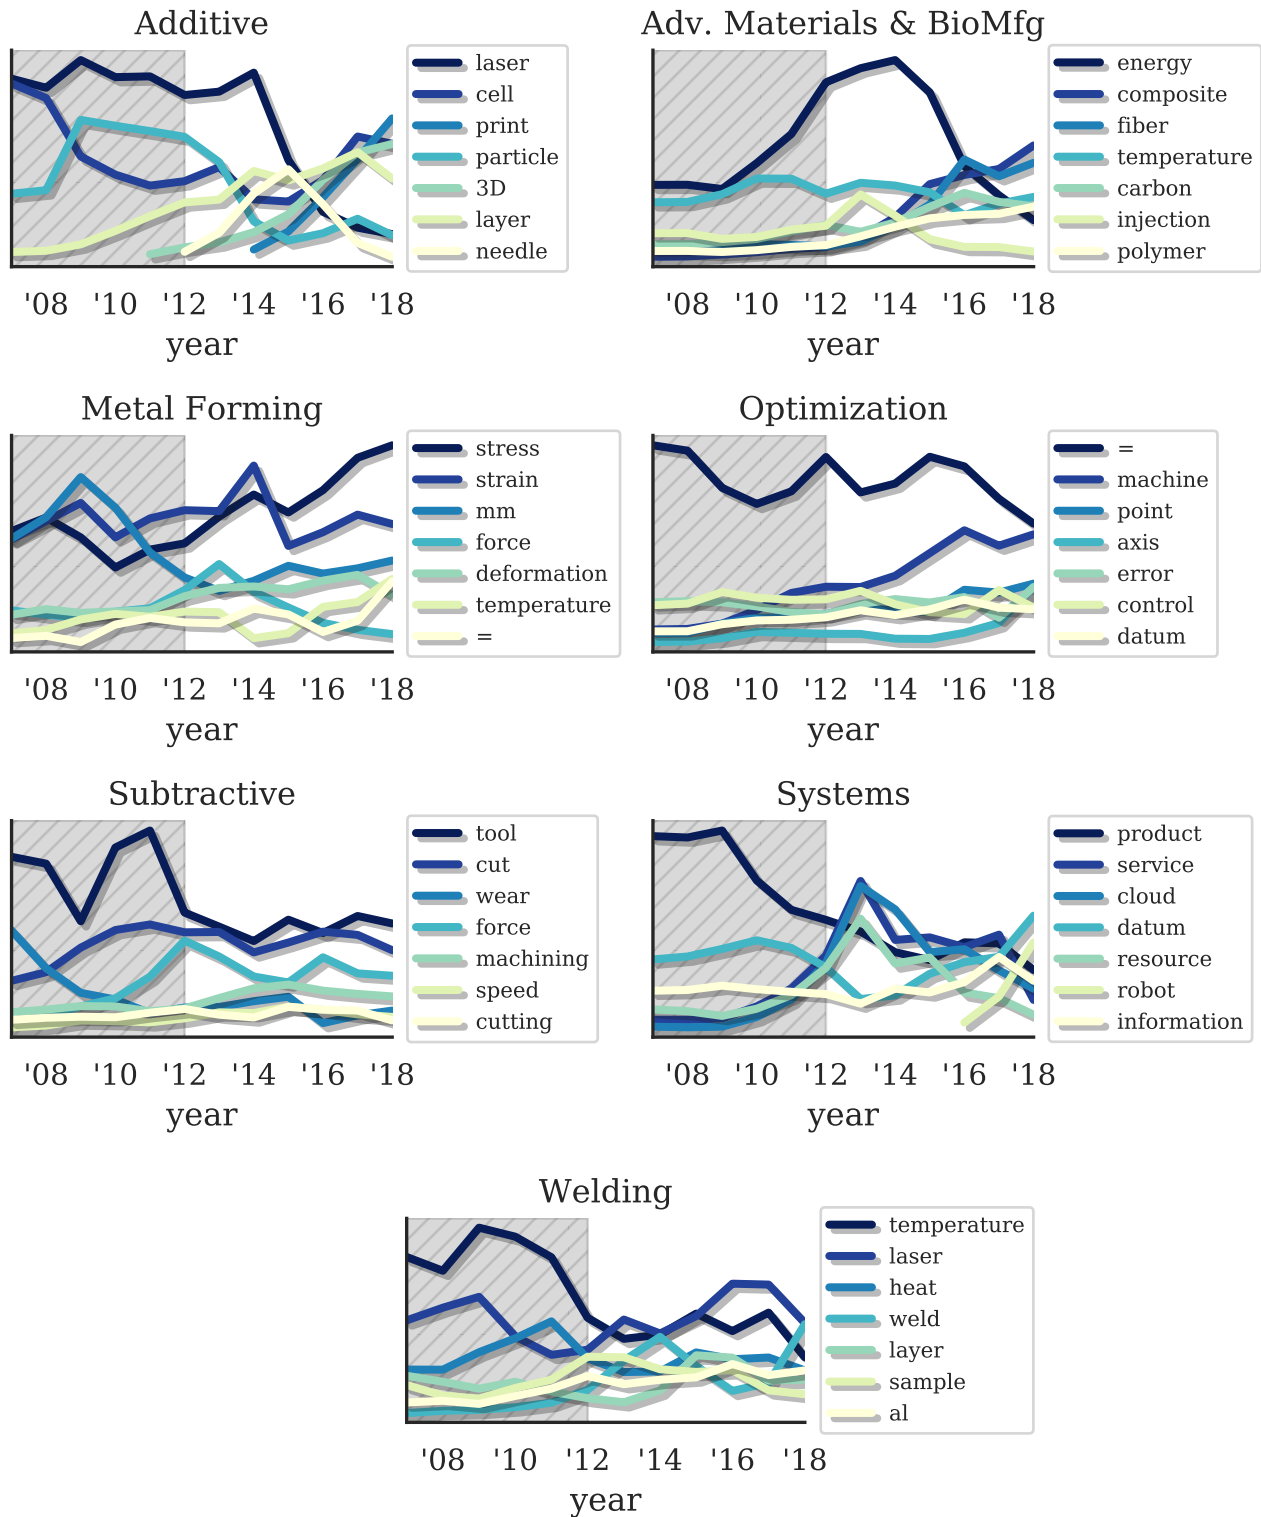 Additive
laser
cell
print
particle
3D
layer
needle
'08 '10 '12 '14 '16 '18
year
Adv. Materials & BioMfg
energy
composite
fiber
temperature
carbon
injection
polymer
'08 '10 '12 '14 '16 '18
year
Metal Forming
stress
strain
mm
force
deformation
temperature
=
'08 '10 '12 '14 '16 '18
year
Optimization
=
machine
point
axis
error
control
datum
'08 '10 '12 '14 '16 '18
year
Subtractive
tool
cut
wear
force
machining
speed
cutting
'08 '10 '12 '14 '16 '18
year
Systems
product
service
cloud
datum
resource
robot
information
'08 '10 '12 '14 '16 '18
year
Welding
temperature
laser
heat
weld
layer
sample
al
'08 '10 '12 '14 '16 '18
year